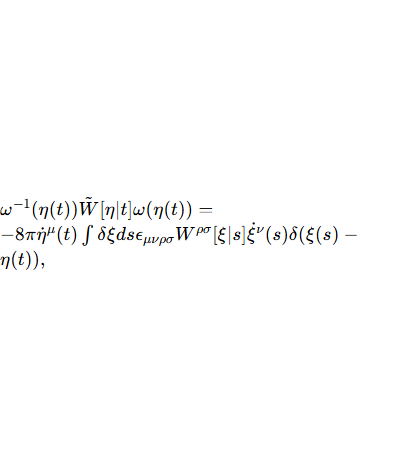 ω⁻¹(η(t))W̃[η|t]ω(η(t)) =
−8πη̇^μ(t) ∫ δξdsϵ_{μνρσ}W^{ρσ}[ξ|s]ξ̇^ν(s)δ(ξ(s) −
η(t)),